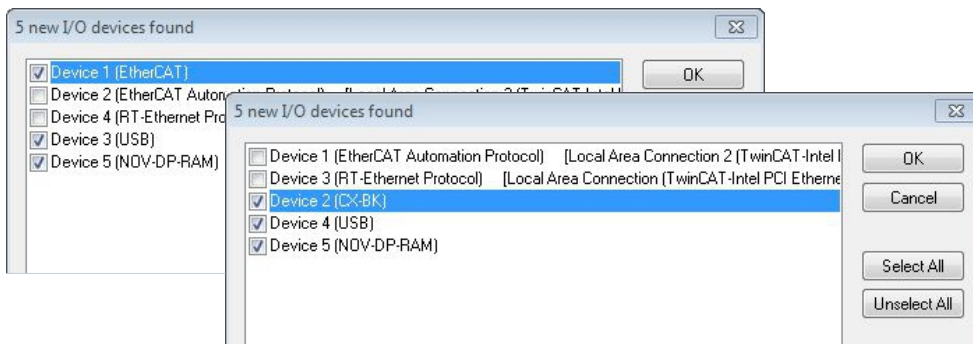 5 new I/O devices found
Device 1 (EtherCAT)
OK
Device 2 (EtherCAT
Device 4 (RT-Ethernet
Device 3 (USB)
Device 5 (NOV-DP-RAM)
5 new I/O devices found
Device 1 (EtherCAT Automation Protocol) [Local Area Connection 2 (TwinCAT-Intel
OK
Device 3 (RT-Ethernet Protocol) [Local Area Connection (TwinCAT-Intel PCI Etherne
Device 2 (CX-BK)
Cancel
Device 4 (USB)
Device 5 (NOV-DP-RAM)
Select All
Unselect All